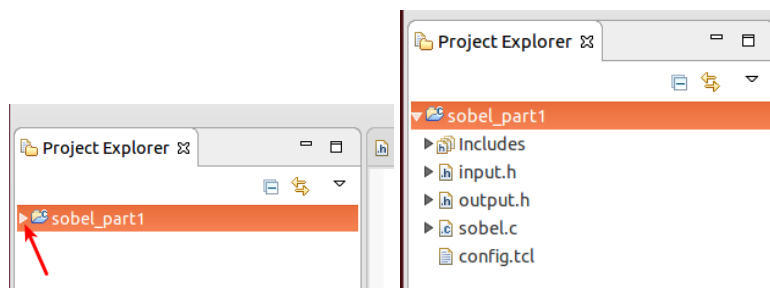 Project Explorer
sobel_part1
.h
Project Explorer
sobel_part1
Includes
.h input.h
.h output.h
.c sobel.c
config.tcl